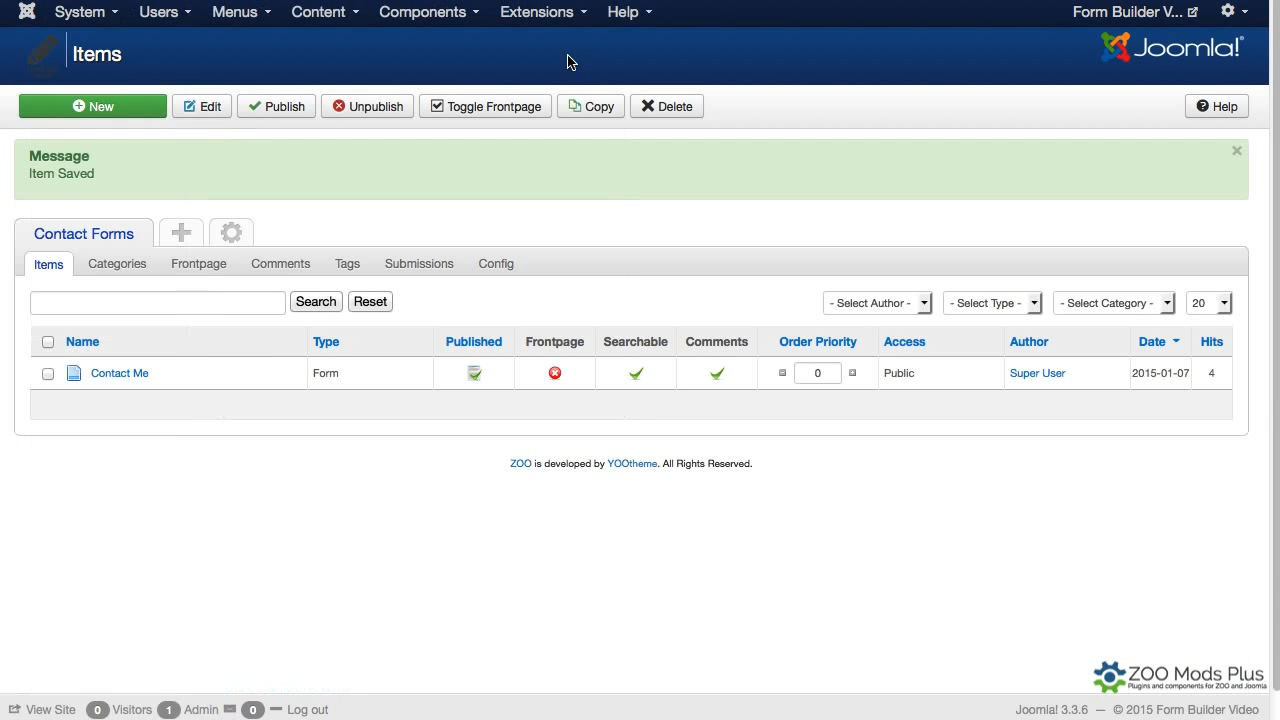 System Users Menus Content Components Extensions Help Form Builder V...
Items Joomla!®
New Edit Publish Unpublish Toggle Frontpage Copy Delete Help
Message
Item Saved
Contact Forms
Items Categories Frontpage Comments Tags Submissions Config
Search Reset - Select Author - - Select Type - - Select Category - 20
Name Type Published Frontpage Searchable Comments Order Priority Access Author Date Hits
Contact Me Form 0 Public Super User 2015-01-07 4
ZOO is developed by YOOtheme. All Rights Reserved.
ZOO Mods Plus
Plugins and components for ZOO and Joomla
View Site 0 Visitors 1 Admin 0 Log out Joomla! 3.3.6 — © 2015 Form Builder Video